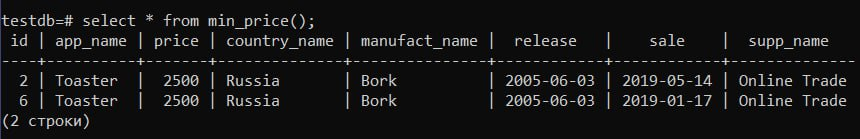 testdb=# select * from min_price();
 id | app_name | price | country_name | manufact_name |  release   |    sale    |  supp_name
----+----------+-------+--------------+---------------+------------+------------+--------------
  2 | Toaster  |  2500 | Russia       | Bork          | 2005-06-03 | 2019-05-14 | Online Trade
  6 | Toaster  |  2500 | Russia       | Bork          | 2005-06-03 | 2019-01-17 | Online Trade
(2 строки)